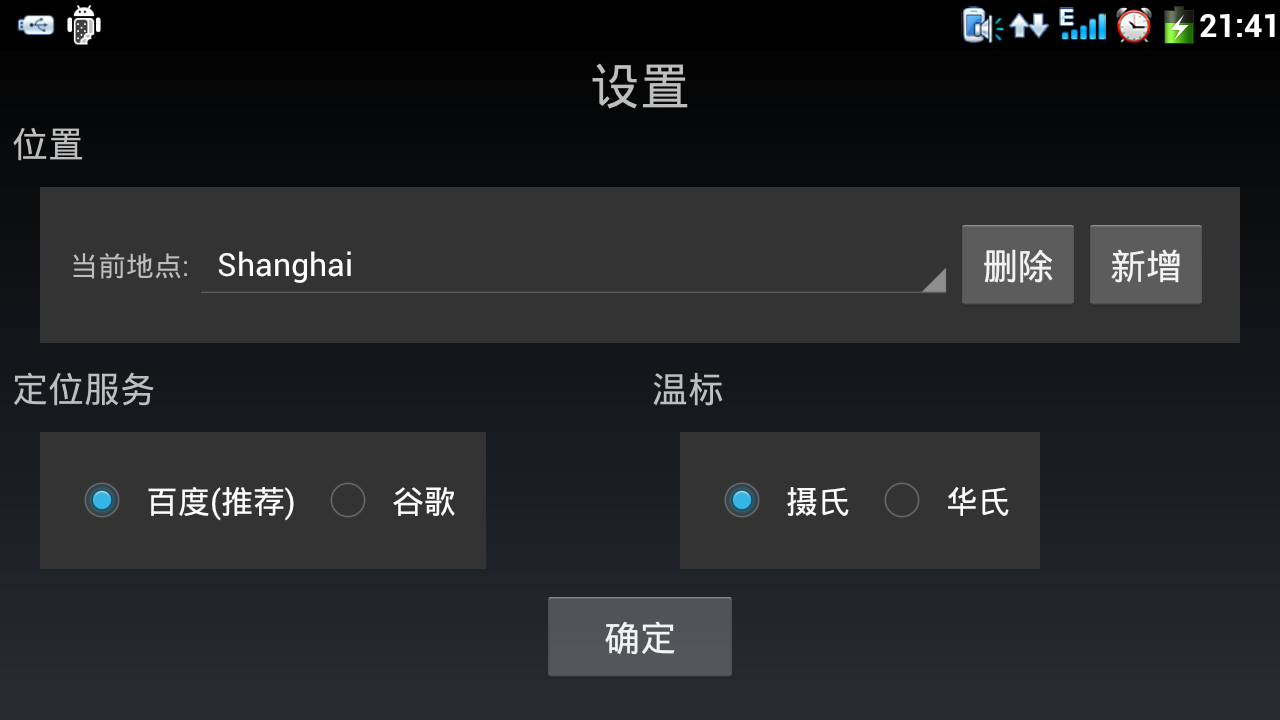 E 21:41
设置
位置
当前地点: Shanghai 删除 新增
定位服务 温标
百度(推荐) 谷歌 摄氏 华氏
确定